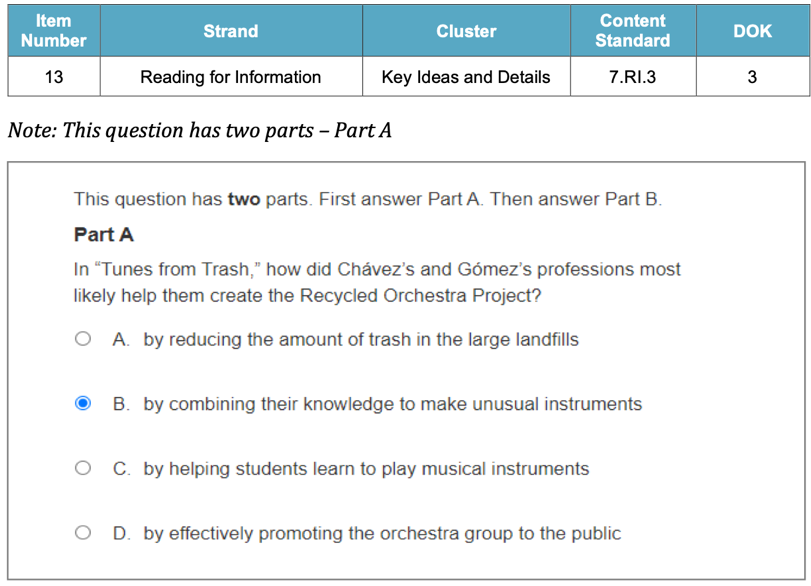 Item Number
Strand
Cluster
Content Standard
DOK
13
Reading for Information
Key Ideas and Details
7.RI.3
3
Note: This question has two parts – Part A
This question has two parts. First answer Part A. Then answer Part B.
Part A
In “Tunes from Trash,” how did Chávez’s and Gómez’s professions most
likely help them create the Recycled Orchestra Project?
A. by reducing the amount of trash in the large landfills
B. by combining their knowledge to make unusual instruments
C. by helping students learn to play musical instruments
D. by effectively promoting the orchestra group to the public